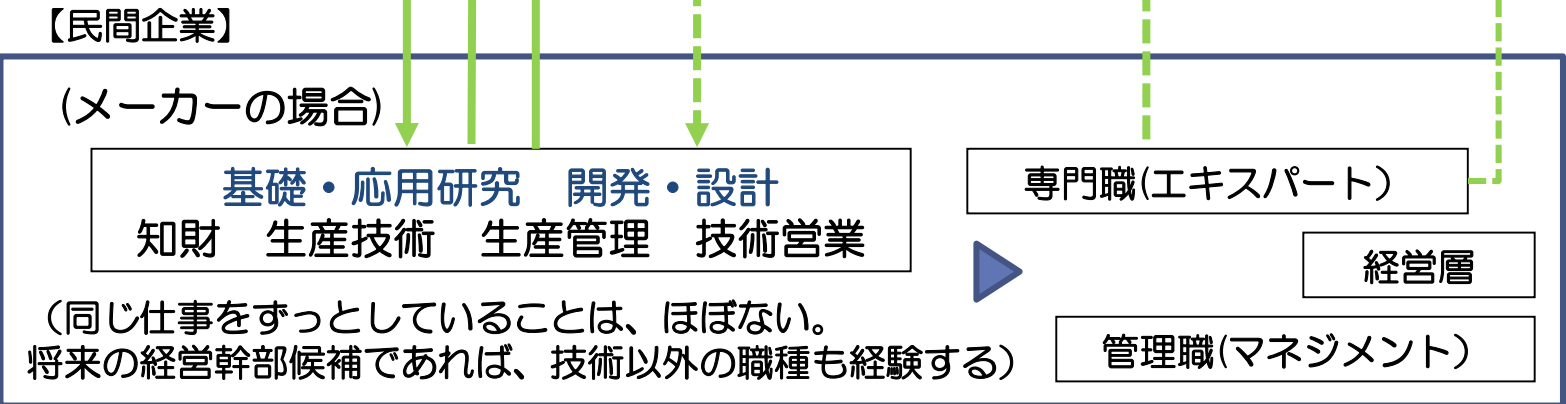 【民間企業】
(メーカーの場合)
基礎・応用研究　開発・設計
知財　生産技術　生産管理　技術営業
専門職(エキスパート）
経営層
管理職(マネジメント）
（同じ仕事をずっとしていることは、ほぼない。
将来の経営幹部候補であれば、技術以外の職種も経験する）